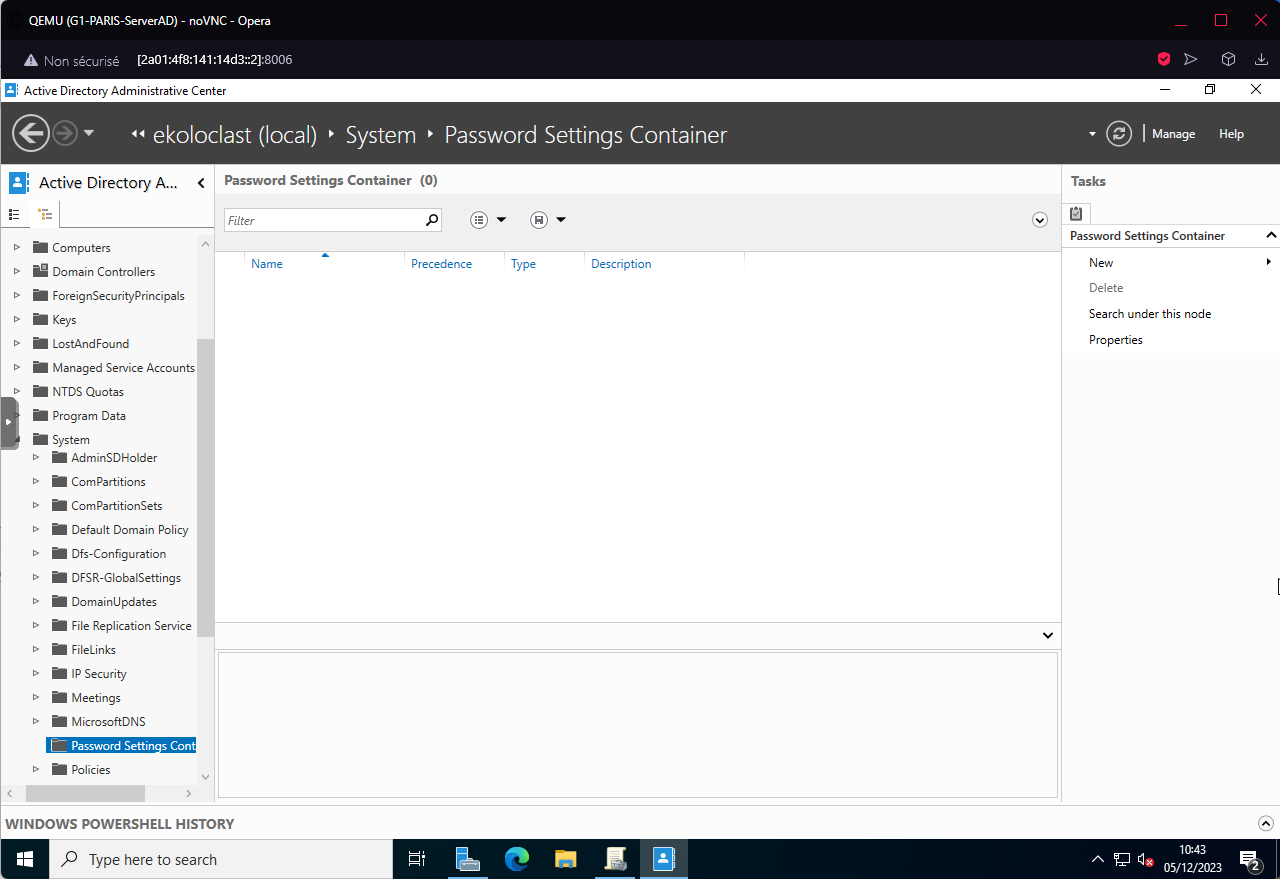 QEMU (G1-PARIS-ServerAD) - noVNC - Opera
Non sécurisé [2a01:4f8:141:14d3::2]:8006
Active Directory Administrative Center
ekoloclast (local) System Password Settings Container Manage Help
Active Directory A...
Computers
Domain Controllers
ForeignSecurityPrincipals
Keys
LostAndFound
Managed Service Accounts
NTDS Quotas
Program Data
System
AdminSDHolder
ComPartitions
ComPartitionSets
Default Domain Policy
Dfs-Configuration
DFSR-GlobalSettings
DomainUpdates
File Replication Service
FileLinks
IP Security
Meetings
MicrosoftDNS
Password Settings Cont
Policies
Password Settings Container (0)
Filter
Name Precedence Type Description
Tasks
Password Settings Container
New
Delete
Search under this node
Properties
WINDOWS POWERSHELL HISTORY
Type here to search
10:43
05/12/2023
2